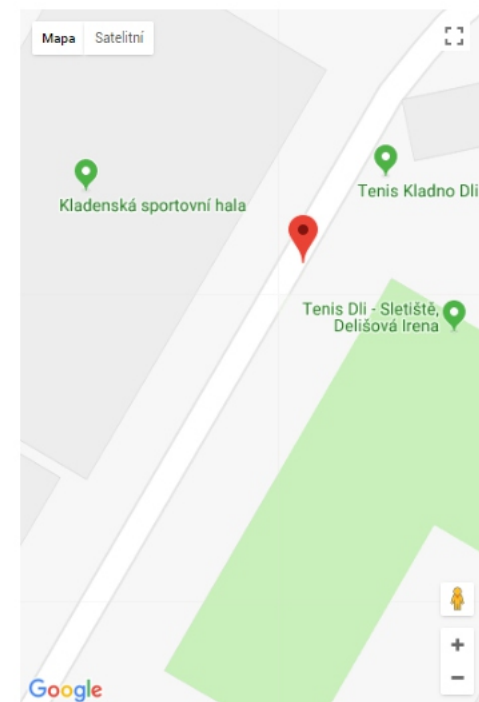 Mapa Satelitní
Kladenská sportovní hala
Tenis Kladno Dli
Tenis Dli - Sletiště,
Delišová Irena
+
−
Google